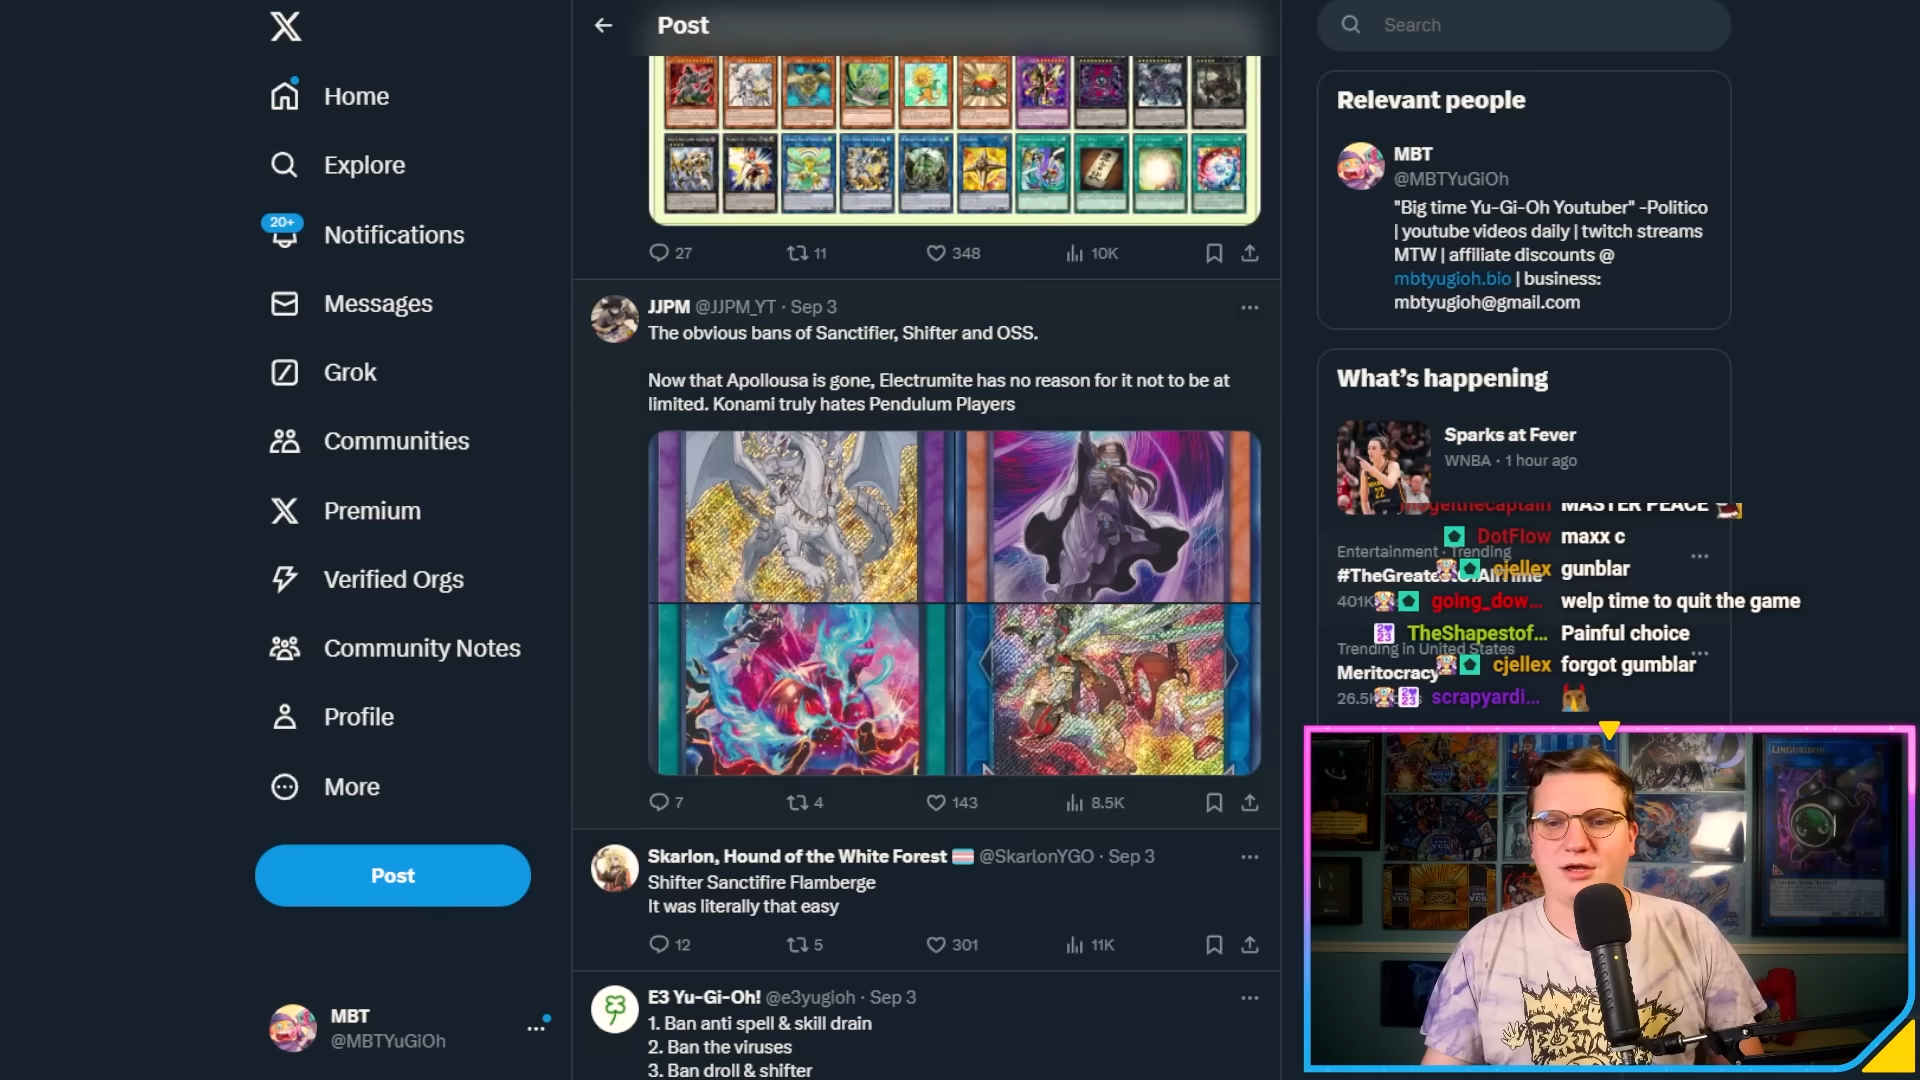 Post
Search
Home
Explore
20+
Notifications
Messages
Grok
Communities
Premium
Verified Orgs
Community Notes
Profile
More
Post
MBT
@MBTYuGiOh
27
11
348
10K
JJPM @JJPM_YT · Sep 3
The obvious bans of Sanctifier, Shifter and OSS.
Now that Apollousa is gone, Electrumite has no reason for it not to be at
limited. Konami truly hates Pendulum Players
7
4
143
8.5K
Skarlon, Hound of the White Forest @SkarlonYGO · Sep 3
Shifter Sanctifire Flamberge
It was literally that easy
12
5
301
11K
E3 Yu-Gi-Oh! @e3yugioh · Sep 3
1. Ban anti spell & skill drain
2. Ban the viruses
3. Ban droll & shifter
Relevant people
MBT
@MBTYuGiOh
"Big time Yu-Gi-Oh Youtuber" -Politico
| youtube videos daily | twitch streams
MTW | affiliate discounts @
mbtyugioh.bio | business:
mbtyugioh@gmail.com
What's happening
Sparks at Fever
WNBA · 1 hour ago
MASTER PEACE
DotFlow maxx c
Entertainment · Trending
cjellex gunblar
401K
going_dow... welp time to quit the game
TheShapestof... Painful choice
Trending in United States
Meritocracy
cjellex forgot gumblar
26.5K
scrapyardi...
LINGURIBOH